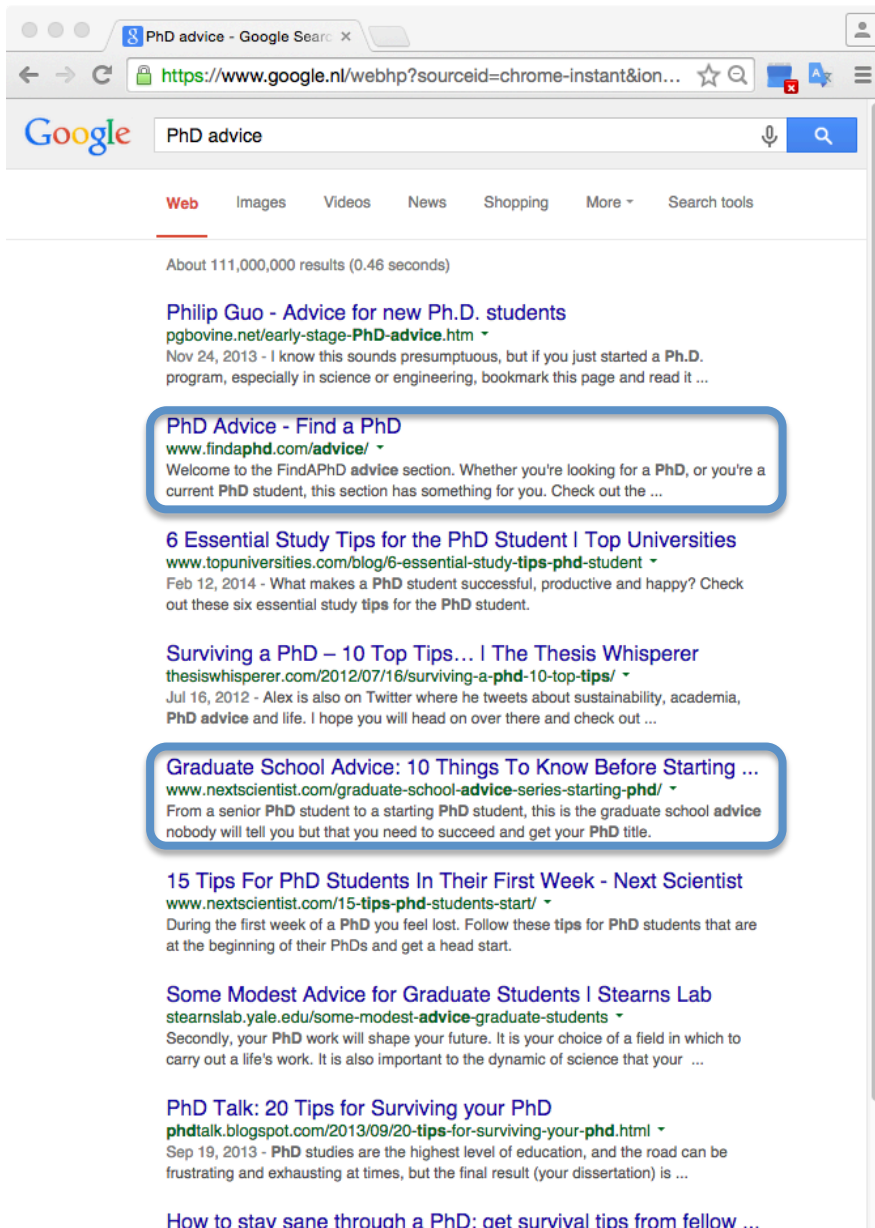 PhD advice - Google Searc
https://www.google.nl/webhp?sourceid=chrome-instant&ion...
Google PhD advice
Web Images Videos News Shopping More Search tools
About 111,000,000 results (0.46 seconds)
Philip Guo - Advice for new Ph.D. students
pgbovine.net/early-stage-PhD-advice.htm
Nov 24, 2013 - I know this sounds presumptuous, but if you just started a Ph.D.
program, especially in science or engineering, bookmark this page and read it ...
PhD Advice - Find a PhD
www.findaphd.com/advice/
Welcome to the FindAPhD advice section. Whether you're looking for a PhD, or you're a
current PhD student, this section has something for you. Check out the ...
6 Essential Study Tips for the PhD Student | Top Universities
www.topuniversities.com/blog/6-essential-study-tips-phd-student
Feb 12, 2014 - What makes a PhD student successful, productive and happy? Check
out these six essential study tips for the PhD student.
Surviving a PhD – 10 Top Tips… | The Thesis Whisperer
thesiswhisperer.com/2012/07/16/surviving-a-phd-10-top-tips/
Jul 16, 2012 - Alex is also on Twitter where he tweets about sustainability, academia,
PhD advice and life. I hope you will head on over there and check out ...
Graduate School Advice: 10 Things To Know Before Starting ...
www.nextscientist.com/graduate-school-advice-series-starting-phd/
From a senior PhD student to a starting PhD student, this is the graduate school advice
nobody will tell you but that you need to succeed and get your PhD title.
15 Tips For PhD Students In Their First Week - Next Scientist
www.nextscientist.com/15-tips-phd-students-start/
During the first week of a PhD you feel lost. Follow these tips for PhD students that are
at the beginning of their PhDs and get a head start.
Some Modest Advice for Graduate Students | Stearns Lab
stearnslab.yale.edu/some-modest-advice-graduate-students
Secondly, your PhD work will shape your future. It is your choice of a field in which to
carry out a life's work. It is also important to the dynamic of science that your ...
PhD Talk: 20 Tips for Surviving your PhD
phdtalk.blogspot.com/2013/09/20-tips-for-surviving-your-phd.html
Sep 19, 2013 - PhD studies are the highest level of education, and the road can be
frustrating and exhausting at times, but the final result (your dissertation) is ...
How to stay sane through a PhD: get survival tips from fellow ...